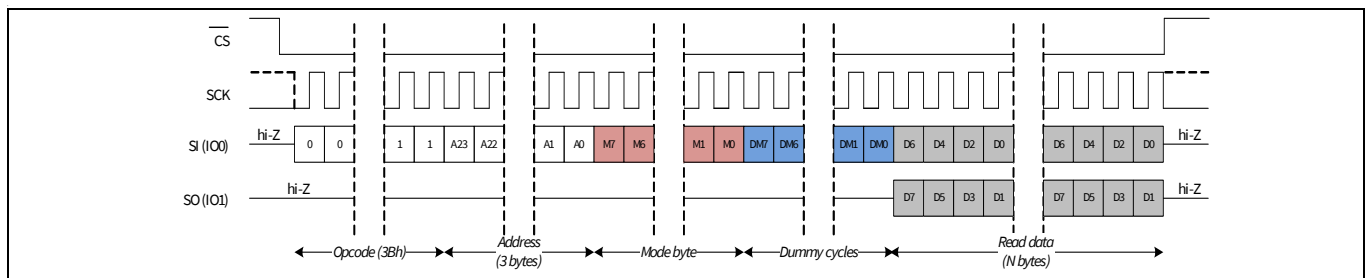 CS
SCK
SI (IO0) hi-Z 0 0 1 1 A23 A22 A1 A0 M7 M6 M1 M0 DM7 DM6 DM1 DM0 D6 D4 D2 D0 D6 D4 D2 D0 hi-Z
SO (IO1) hi-Z D7 D5 D3 D1 D7 D5 D3 D1 hi-Z
Opcode (3Bh) Address (3 bytes) Mode byte Dummy cycles Read data (N bytes)